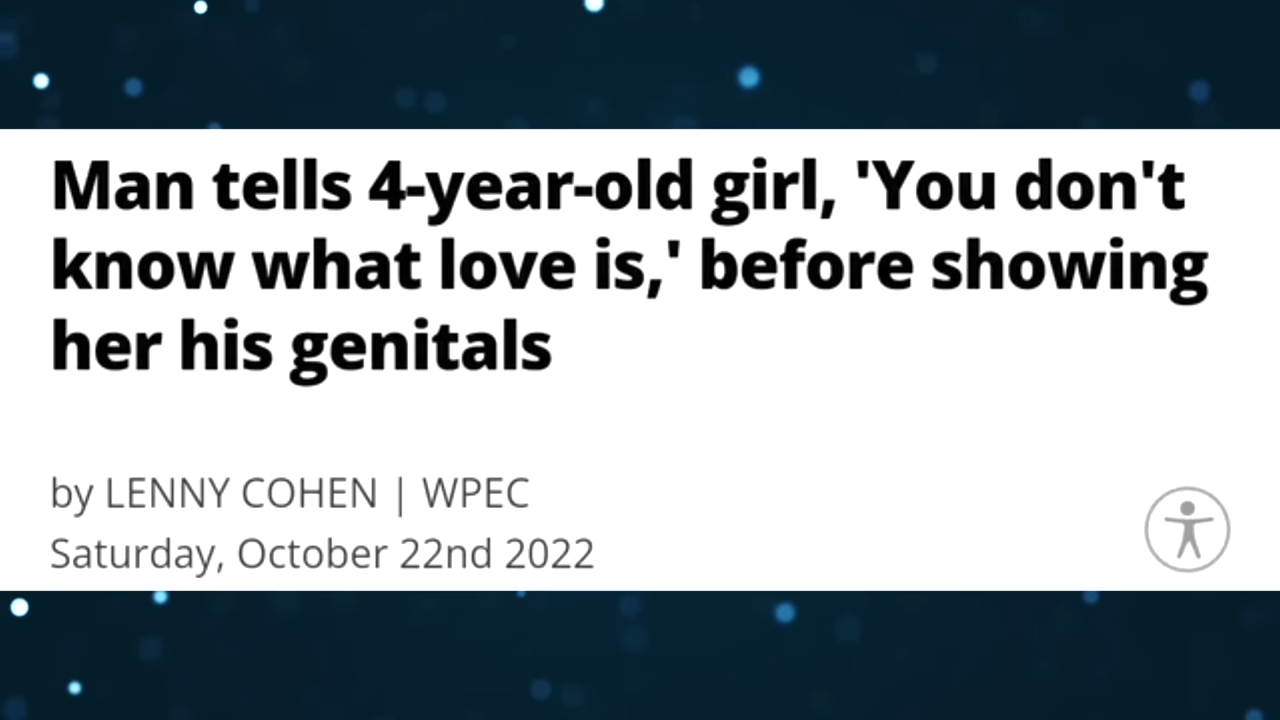 Man tells 4-year-old girl, 'You don't
know what love is,' before showing
her his genitals
by LENNY COHEN | WPEC
Saturday, October 22nd 2022